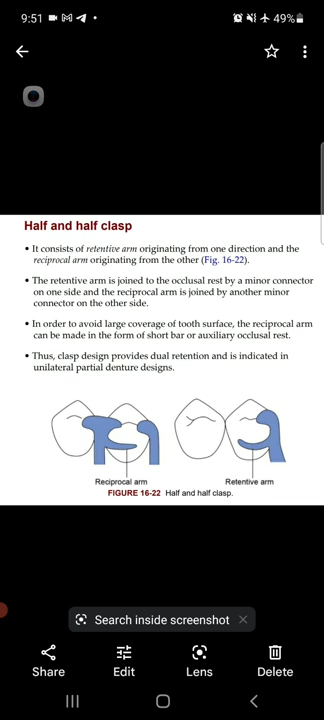 9:51
49%
Half and half clasp
• It consists of retentive arm originating from one direction and the
reciprocal arm originating from the other (Fig. 16-22).
• The retentive arm is joined to the occlusal rest by a minor connector
on one side and the reciprocal arm is joined by another minor
connector on the other side.
• In order to avoid large coverage of tooth surface, the reciprocal arm
can be made in the form of short bar or auxiliary occlusal rest.
• Thus, clasp design provides dual retention and is indicated in
unilateral partial denture designs.
Reciprocal arm
Retentive arm
FIGURE 16-22 Half and half clasp.
Search inside screenshot
Share
Edit
Lens
Delete